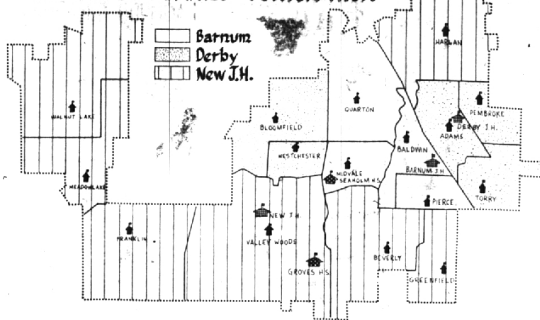 Barnum
Derby
New J.H.
HARLAN
WALNUT LAKE
QUARTON
PEMBROKE
BLOOMFIELD
DERBY J.H.
ADAMS
BALDWIN
WESTCHESTER
MIDVALE
BARNUM J.H.
SEAHOLM H.S.
MEADOWLAKE
TORRY
PIERCE
NEW J.H.
FRANKLIN
VALLEY WOODS
BEVERLY
GROVES H.S.
GREENFIELD